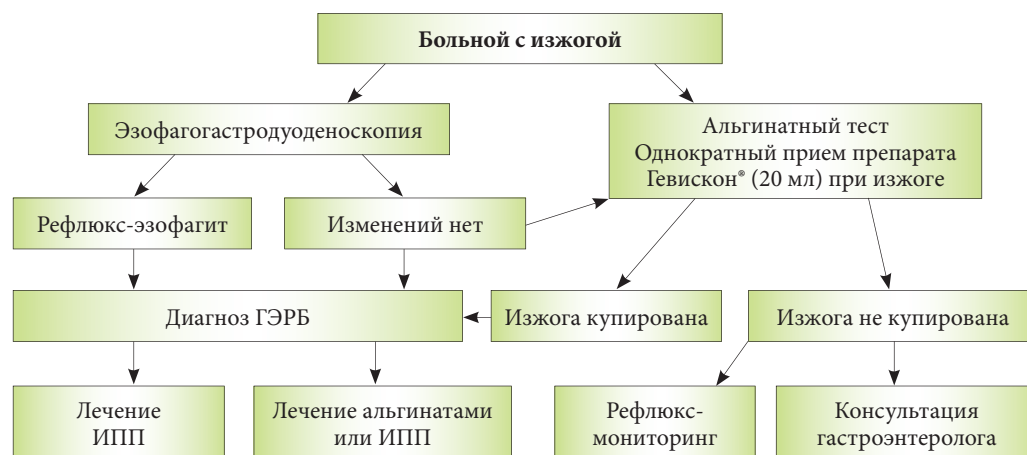 Больной с изжогой
Эзофагогастродуоденоскопия
Альгинатный тест
Однократный прием препарата
Гевискон® (20 мл) при изжоге
Рефлюкс-эзофагит
Изменений нет
Диагноз ГЭРБ
Изжога купирована
Изжога не купирована
Лечение
ИПП
Лечение альгинатами
или ИПП
Рефлюкс-
мониторинг
Консультация
гастроэнтеролога